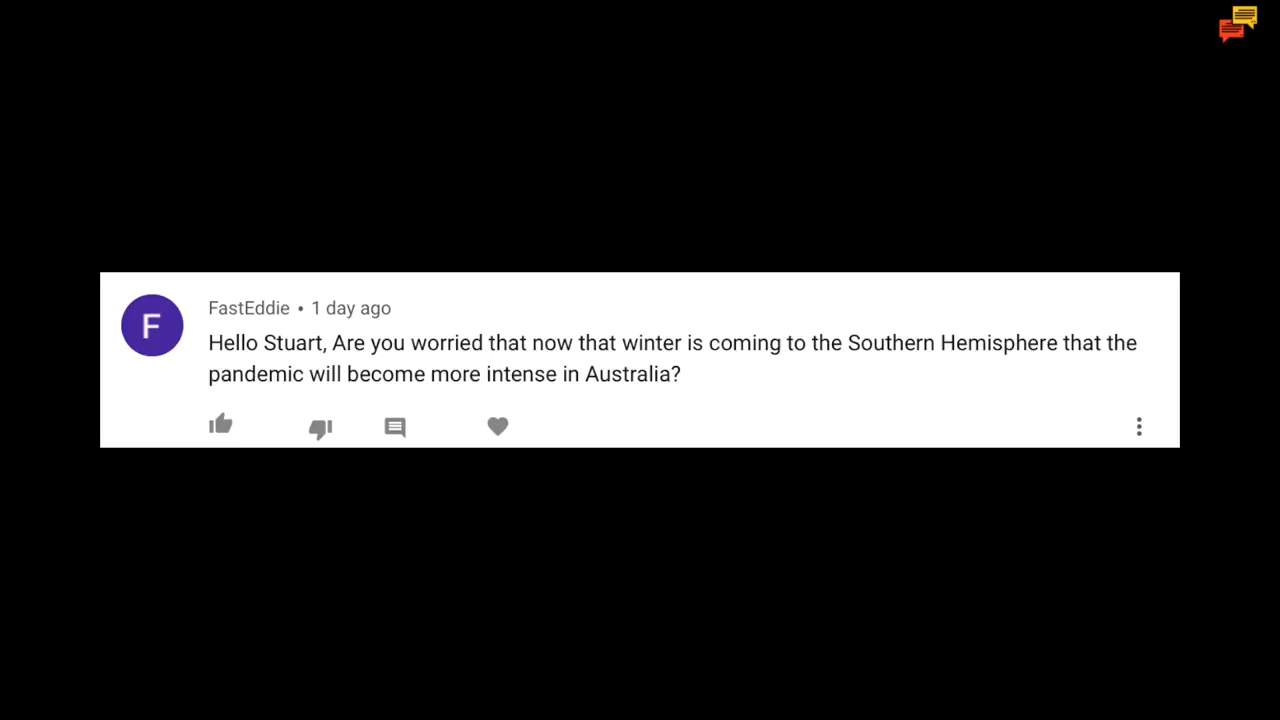 F
FastEddie • 1 day ago
Hello Stuart, Are you worried that now that winter is coming to the Southern Hemisphere that the
pandemic will become more intense in Australia?